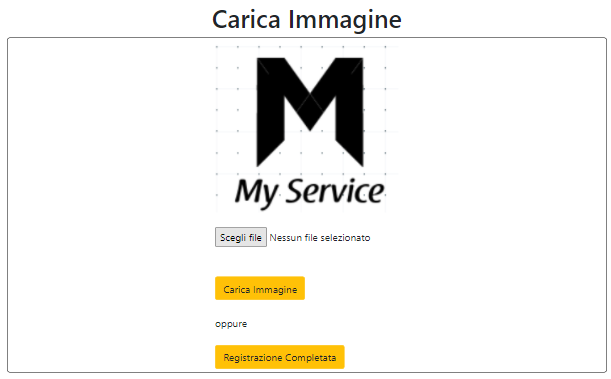 Carica Immagine
M
My Service
Scegli file Nessun file selezionato
Carica Immagine
oppure
Registrazione Completata